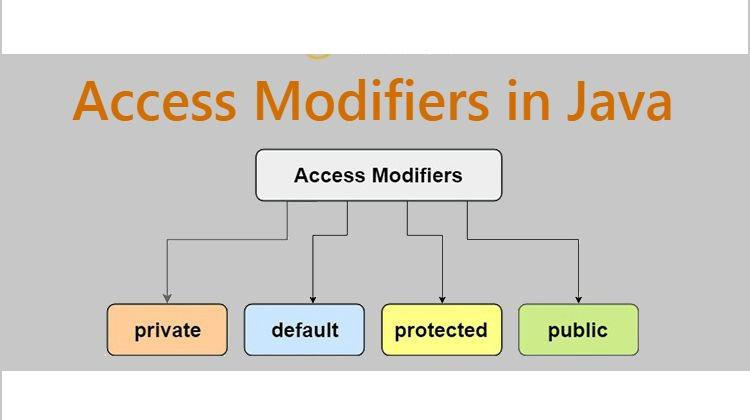 Access Modifiers in Java
Access Modifiers
private
default
protected
public